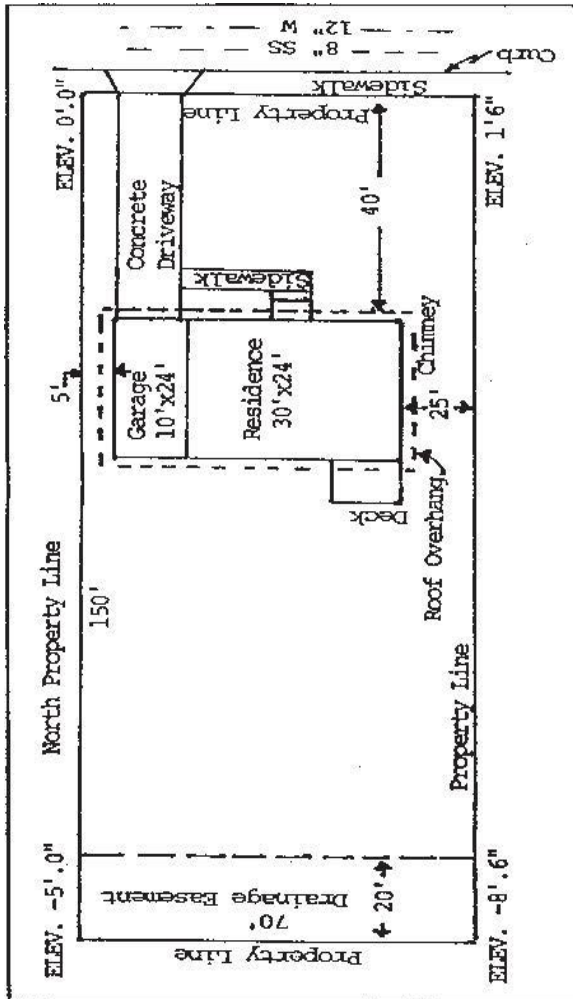 12" W
8" SS
Curb
Sidewalk
Property Line
ELEV. 0'.0"
ELEV. 1'6"
Concrete
Driveway
40'
Sidewalk
5'
Garage
10'x24'
Residence
30'x24'
Chimney
25'
Deck
Roof Overhang
North Property Line
150'
Property Line
ELEV. -5'.0"
Drainage Easement
70'
20'
ELEV. -8'.6"
Property Line